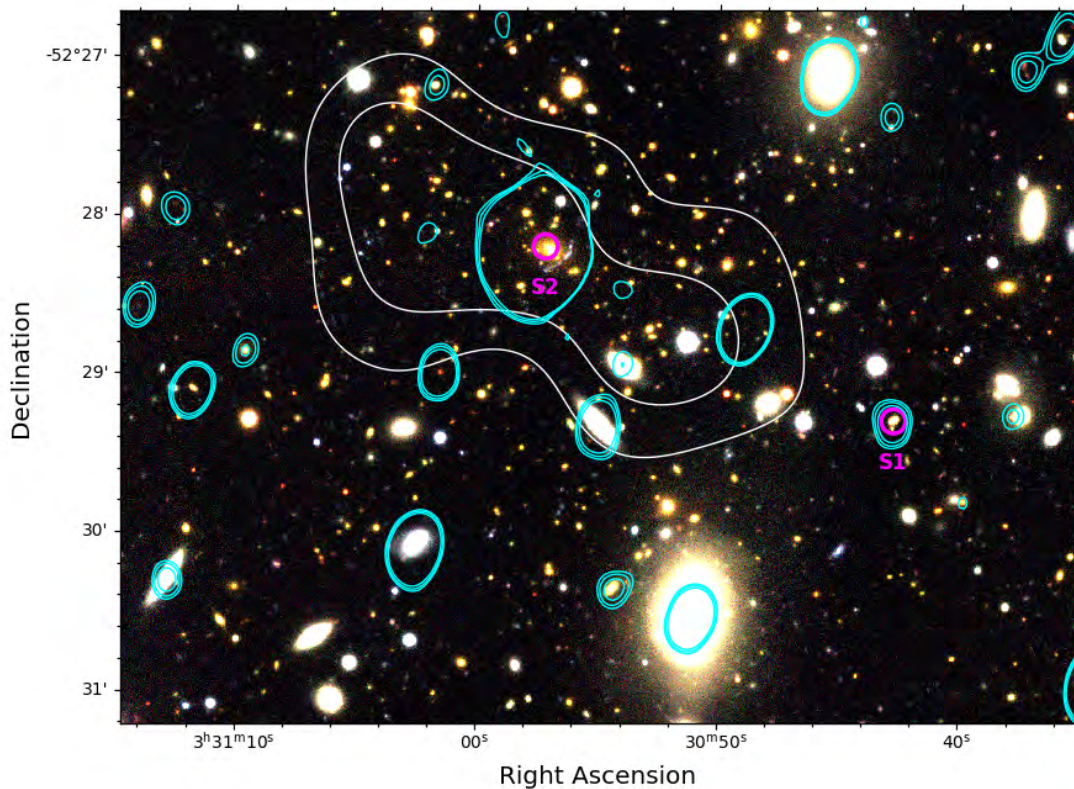 -52°27'
28'
S2
29'
S1
Declination
30'
31'
3ʰ31ᵐ10ˢ
00ˢ
30ᵐ50ˢ
40ˢ
Right Ascension